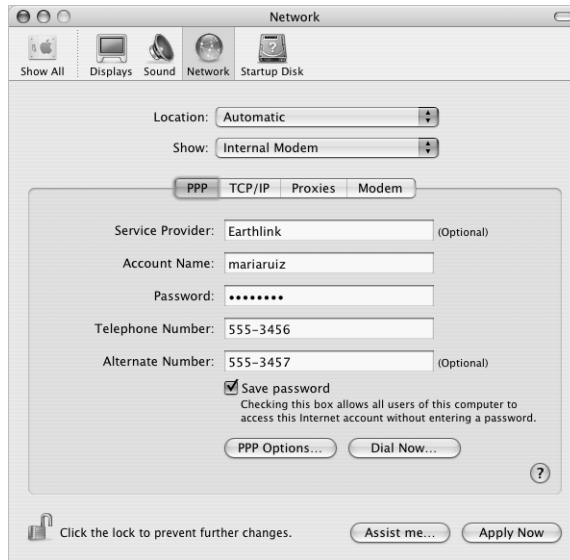 Network
Show All Displays Sound Network Startup Disk
Location: Automatic
Show: Internal Modem
PPP TCP/IP Proxies Modem
Service Provider: Earthlink (Optional)
Account Name: mariaruiz
Password: ••••••••
Telephone Number: 555-3456
Alternate Number: 555-3457 (Optional)
Save password
Checking this box allows all users of this computer to
access this Internet account without entering a password.
PPP Options... Dial Now...
?
Click the lock to prevent further changes. Assist me... Apply Now